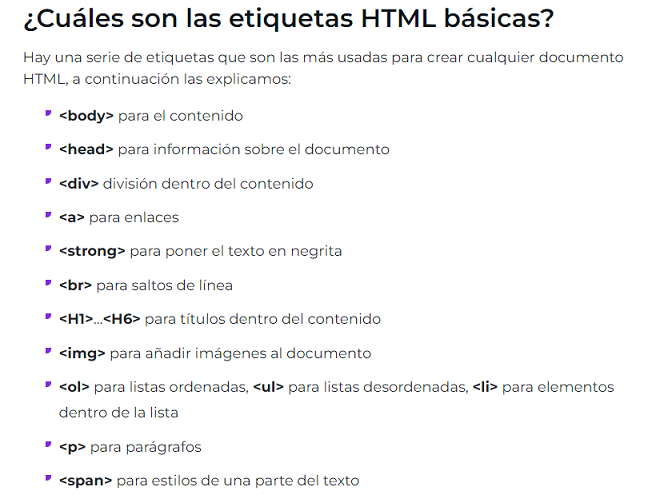 ¿Cuáles son las etiquetas HTML básicas?
Hay una serie de etiquetas que son las más usadas para crear cualquier documento
HTML, a continuación las explicamos:
<body> para el contenido
<head> para información sobre el documento
<div> división dentro del contenido
<a> para enlaces
<strong> para poner el texto en negrita
<br> para saltos de línea
<H1>...<H6> para títulos dentro del contenido
<img> para añadir imágenes al documento
<ol> para listas ordenadas, <ul> para listas desordenadas, <li> para elementos
dentro de la lista
<p> para parágrafos
<span> para estilos de una parte del texto